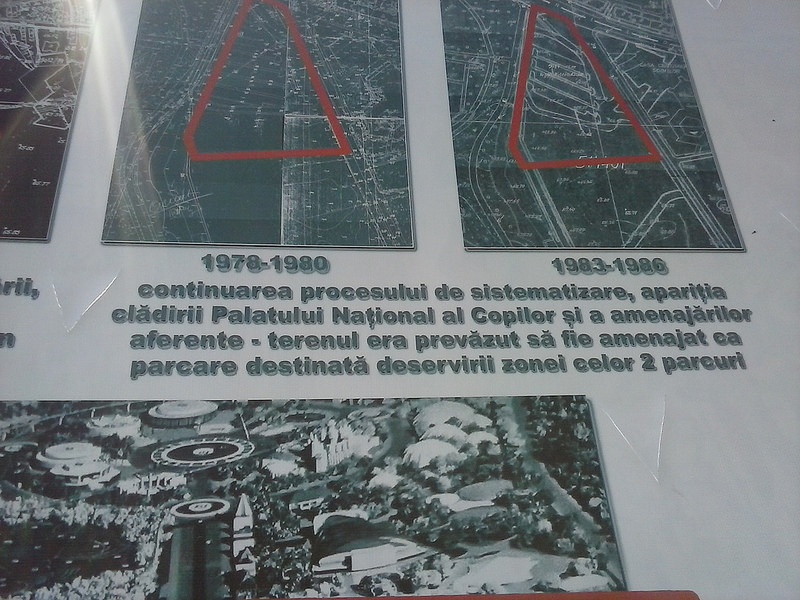 1978-1980
1983-1986
continuarea procesului de sistematizare, apariția
clădirii Palatului Național al Copilor și a amenajărilor
aferente - terenul era prevăzut să fie amenajat ca
parcare destinată deservirii zonei celor 2 parcuri
rii,
n